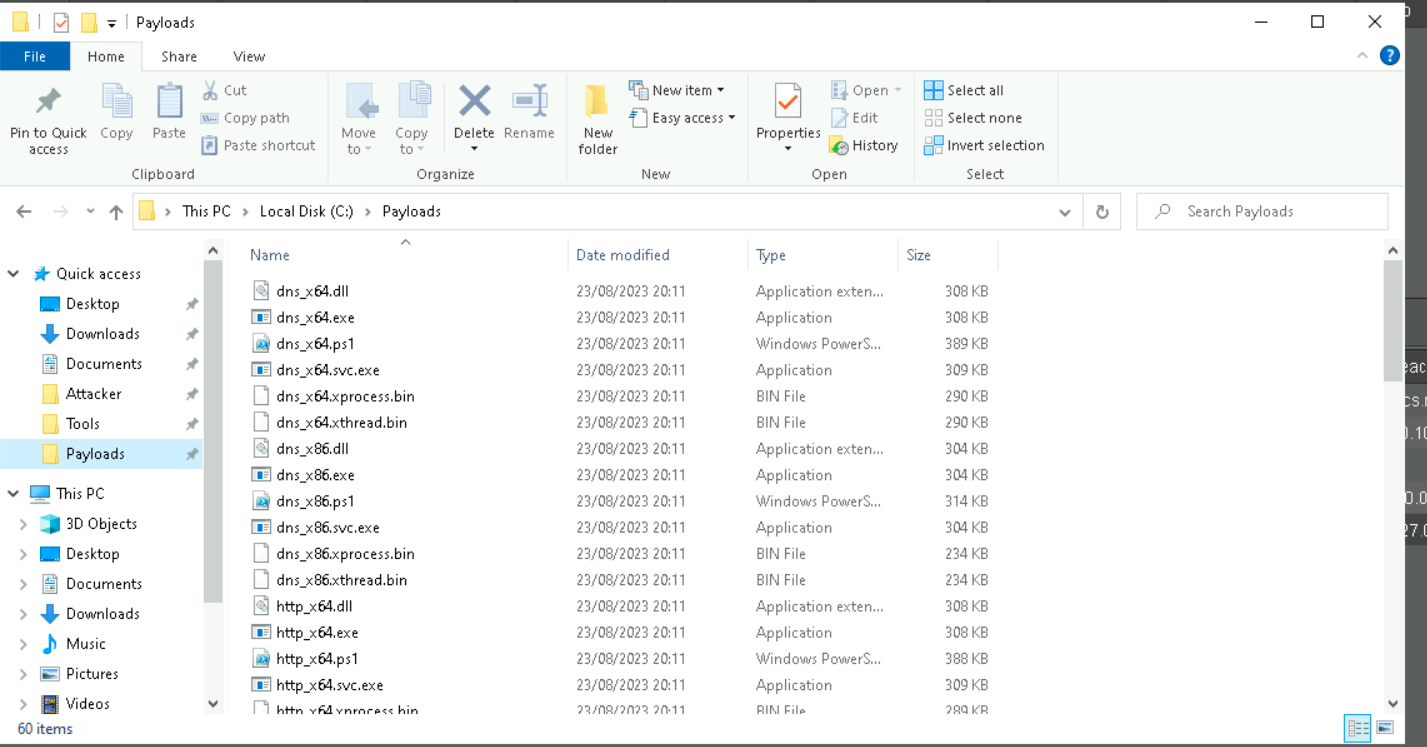 Payloads
File Home Share View
Pin to Quick access
Copy
Paste
Cut
Copy path
Paste shortcut
Clipboard
Move to
Copy to
Delete
Rename
Organize
New folder
New item
Easy access
New
Properties
Open
Edit
History
Open
Select all
Select none
Invert selection
Select
This PC > Local Disk (C:) > Payloads
Search Payloads
Quick access
Desktop
Downloads
Documents
Attacker
Tools
Payloads
This PC
3D Objects
Desktop
Documents
Downloads
Music
Pictures
Videos
Name Date modified Type Size
dns_x64.dll 23/08/2023 20:11 Application exten... 308 KB
dns_x64.exe 23/08/2023 20:11 Application 308 KB
dns_x64.ps1 23/08/2023 20:11 Windows PowerS... 389 KB
dns_x64.svc.exe 23/08/2023 20:11 Application 309 KB
dns_x64.xprocess.bin 23/08/2023 20:11 BIN File 290 KB
dns_x64.xthread.bin 23/08/2023 20:11 BIN File 290 KB
dns_x86.dll 23/08/2023 20:11 Application exten... 304 KB
dns_x86.exe 23/08/2023 20:11 Application 304 KB
dns_x86.ps1 23/08/2023 20:11 Windows PowerS... 314 KB
dns_x86.svc.exe 23/08/2023 20:11 Application 304 KB
dns_x86.xprocess.bin 23/08/2023 20:11 BIN File 234 KB
dns_x86.xthread.bin 23/08/2023 20:11 BIN File 234 KB
http_x64.dll 23/08/2023 20:11 Application exten... 308 KB
http_x64.exe 23/08/2023 20:11 Application 308 KB
http_x64.ps1 23/08/2023 20:11 Windows PowerS... 388 KB
http_x64.svc.exe 23/08/2023 20:11 Application 309 KB
http_x64.xprocess.bin 23/08/2023 20:11 BIN File 289 KB
60 items